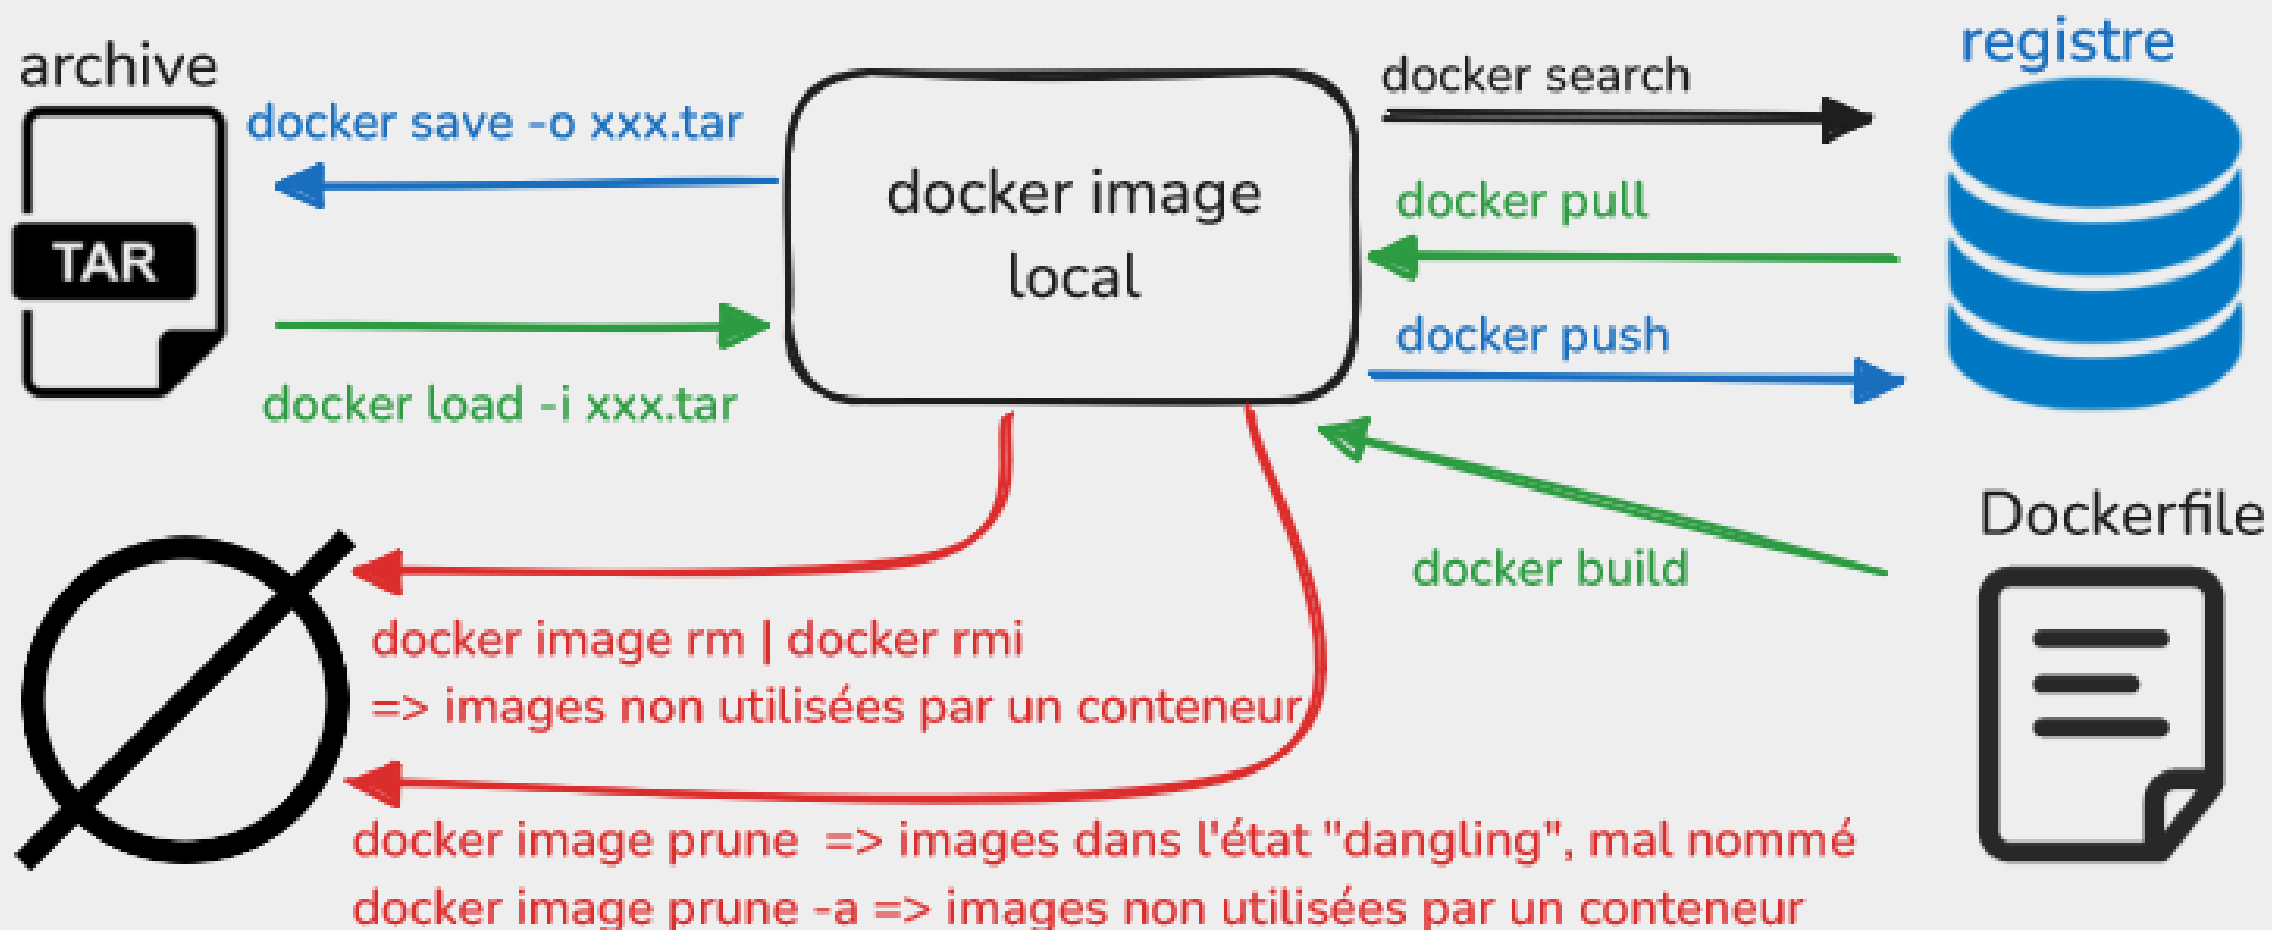 archive
TAR
docker save -o xxx.tar
docker load -i xxx.tar
docker image
local
docker search
docker pull
docker push
registre
docker build
Dockerfile
docker image rm | docker rmi
=> images non utilisées par un conteneur
docker image prune => images dans l'état "dangling", mal nommé
docker image prune -a => images non utilisées par un conteneur